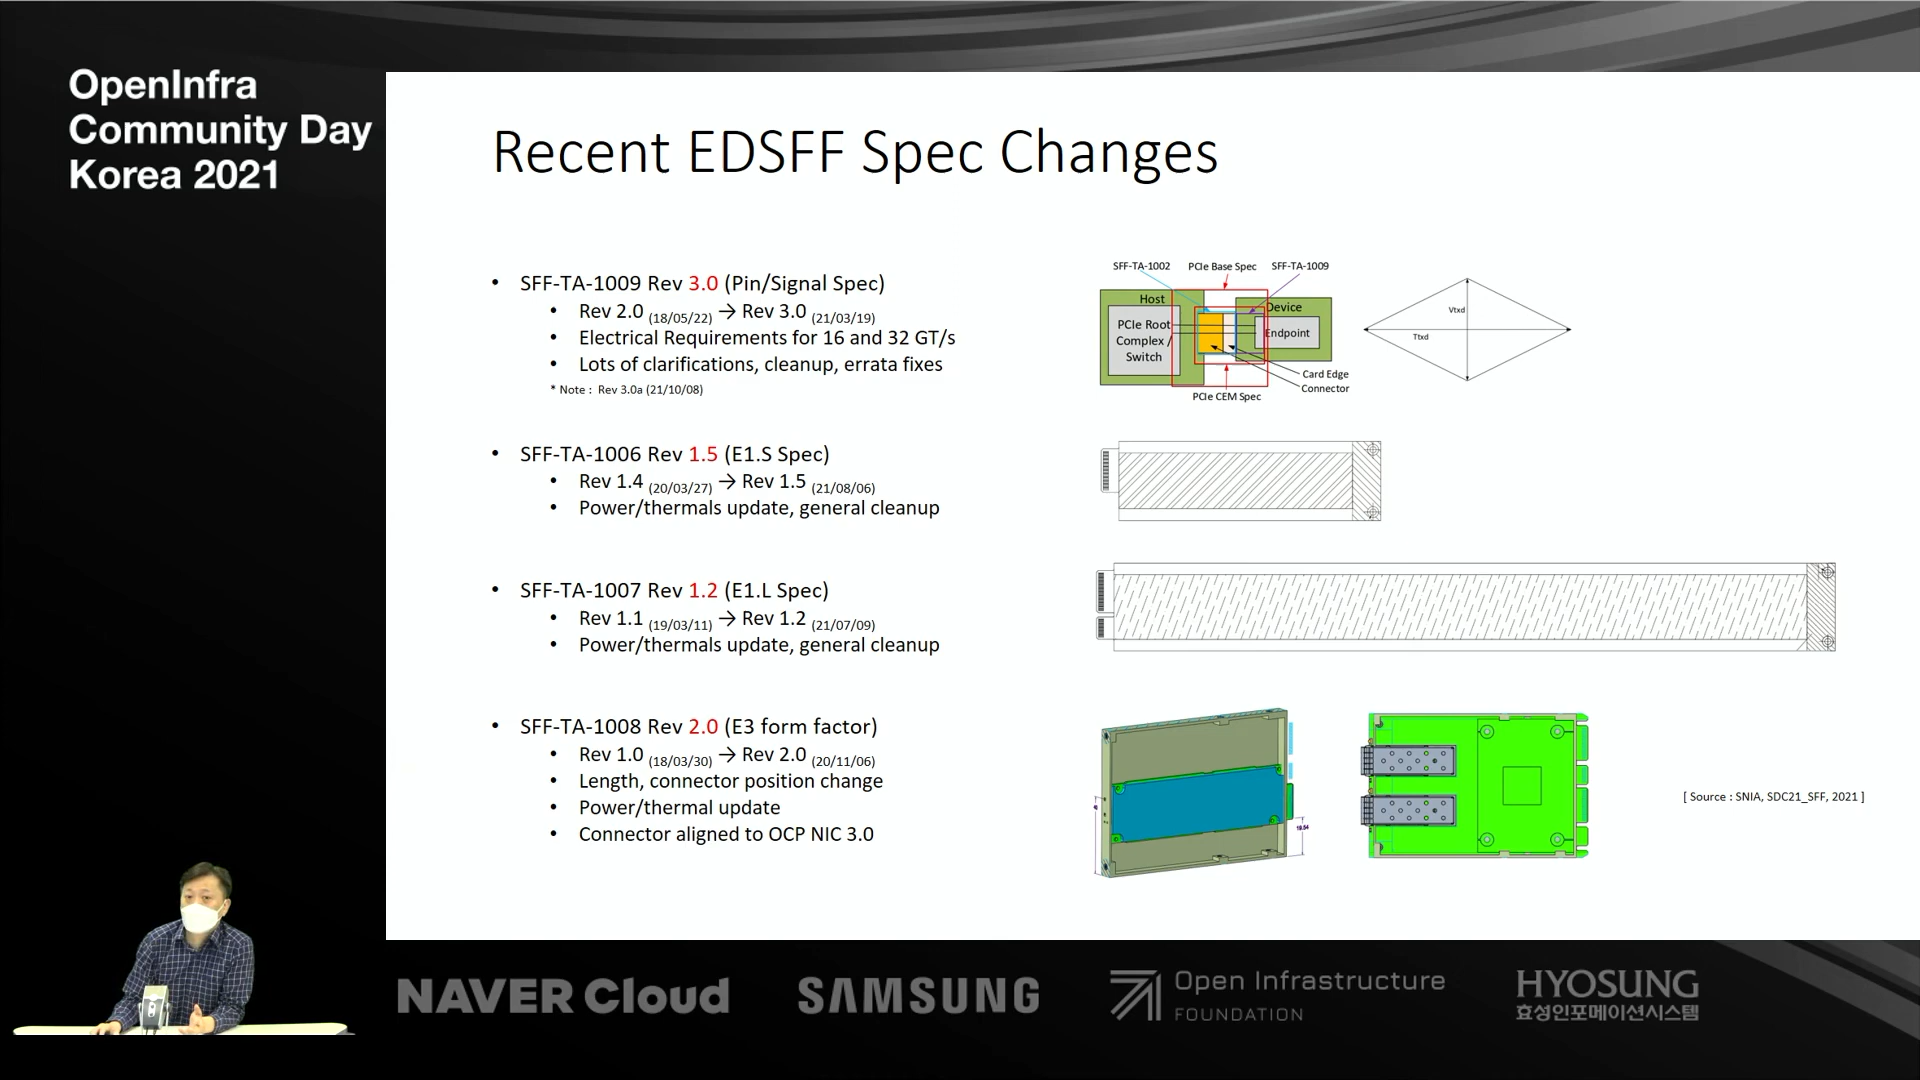 OpenInfra
Community Day
Korea 2021
Recent EDSFF Spec Changes
• SFF-TA-1009 Rev 3.0 (Pin/Signal Spec)
• Rev 2.0 (18/05/22) → Rev 3.0 (21/03/19)
• Electrical Requirements for 16 and 32 GT/s
• Lots of clarifications, cleanup, errata fixes
* Note : Rev 3.0a (21/10/08)
SFF-TA-1002 PCIe Base Spec SFF-TA-1009
Host
Device
PCIe Root
Complex /
Switch
Endpoint
Card Edge
Connector
PCIe CEM Spec
Vtxd
Ttxd
• SFF-TA-1006 Rev 1.5 (E1.S Spec)
• Rev 1.4 (20/03/27) → Rev 1.5 (21/08/06)
• Power/thermals update, general cleanup
• SFF-TA-1007 Rev 1.2 (E1.L Spec)
• Rev 1.1 (19/03/11) → Rev 1.2 (21/07/09)
• Power/thermals update, general cleanup
• SFF-TA-1008 Rev 2.0 (E3 form factor)
• Rev 1.0 (18/03/30) → Rev 2.0 (20/11/06)
• Length, connector position change
• Power/thermal update
• Connector aligned to OCP NIC 3.0
19.54
[ Source : SNIA, SDC21_SFF, 2021 ]
NAVER Cloud
SAMSUNG
Open Infrastructure
FOUNDATION
HYOSUNG
효성인포메이션시스템